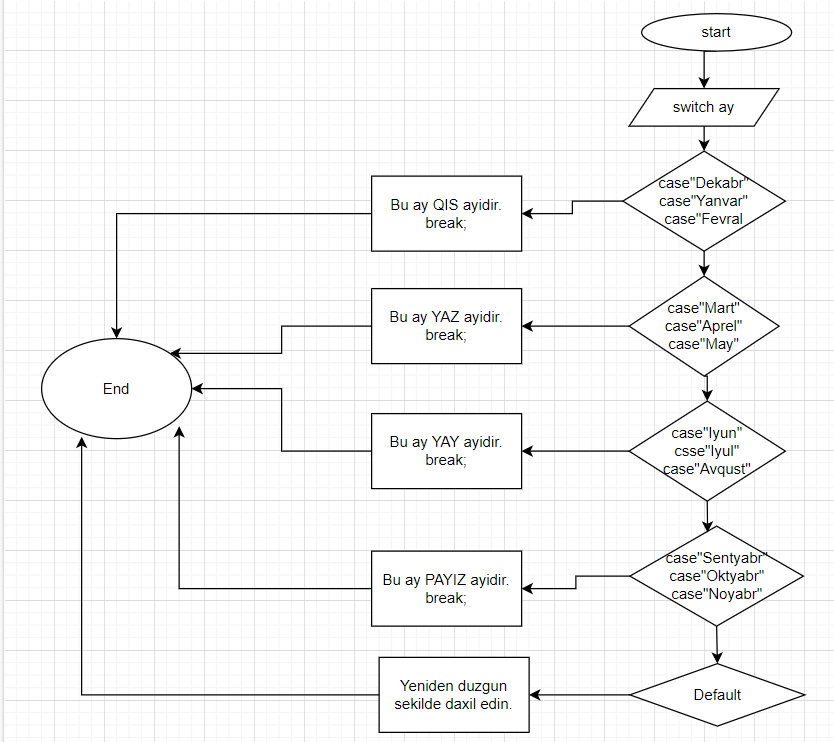 start
switch ay
case"Dekabr"
case"Yanvar"
case"Fevral
Bu ay QIS ayidir.
break;
case"Mart"
case"Aprel"
case"May"
Bu ay YAZ ayidir.
break;
End
case"Iyun"
csse"Iyul"
case"Avqust"
Bu ay YAY ayidir.
break;
case"Sentyabr"
case"Oktyabr"
case"Noyabr"
Bu ay PAYIZ ayidir.
break;
Default
Yeniden duzgun
sekilde daxil edin.